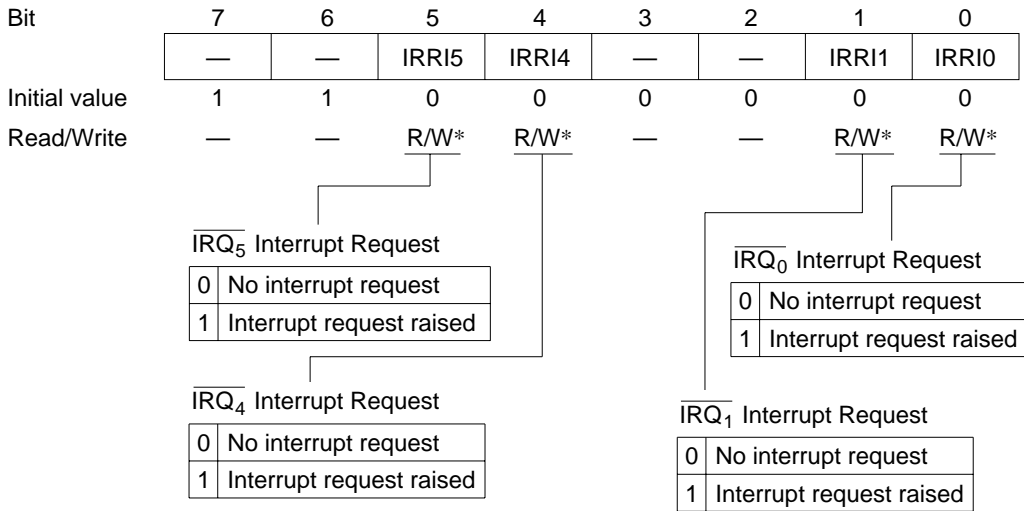 Bit 7 6 5 4 3 2 1 0
— — IRRI5 IRRI4 — — IRRI1 IRRI0
Initial value 1 1 0 0 0 0 0 0
Read/Write — — R/W* R/W* — — R/W* R/W*
IRQ5 Interrupt Request
0 No interrupt request
1 Interrupt request raised
IRQ0 Interrupt Request
0 No interrupt request
1 Interrupt request raised
IRQ4 Interrupt Request
0 No interrupt request
1 Interrupt request raised
IRQ1 Interrupt Request
0 No interrupt request
1 Interrupt request raised